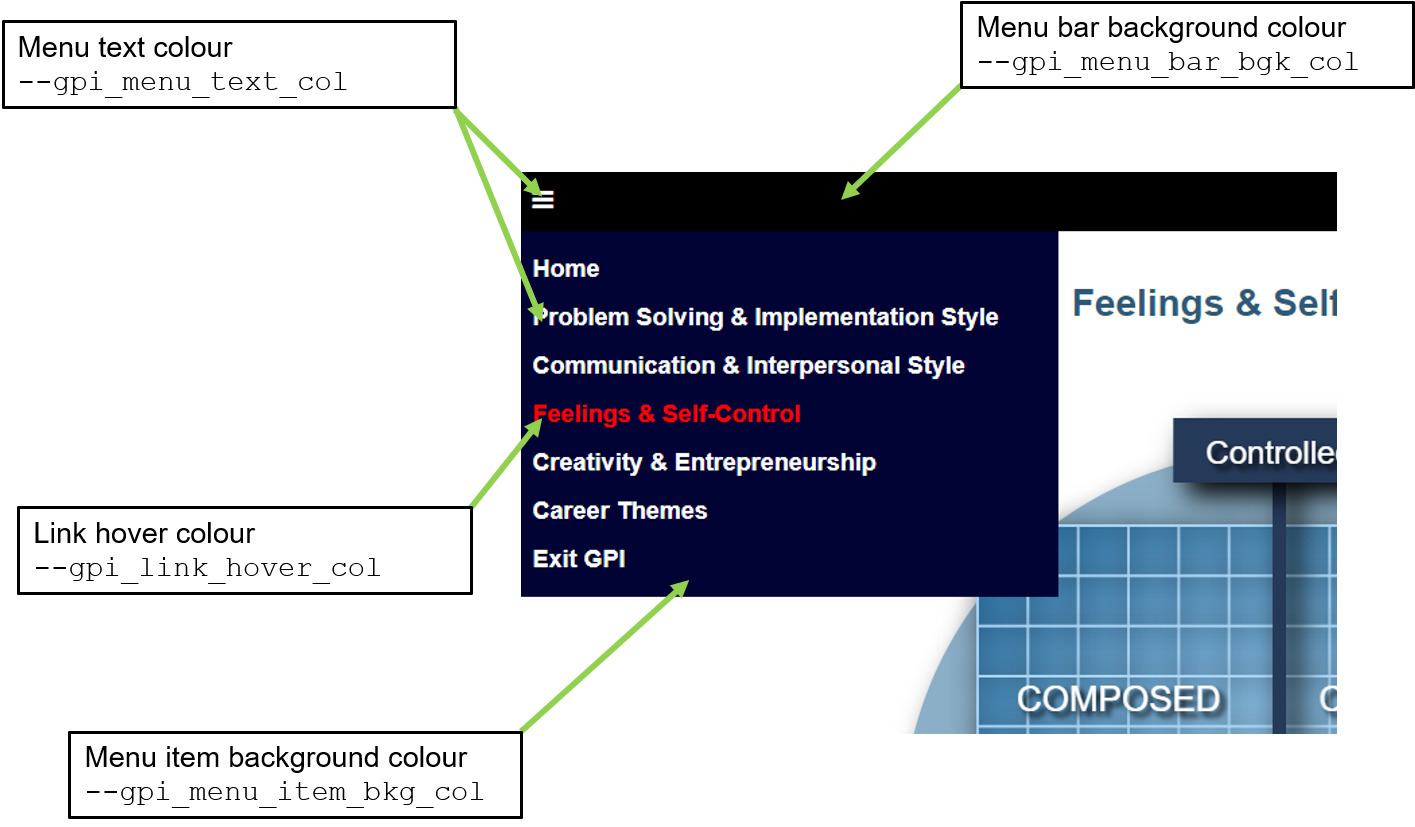 Menu text colour
--gpi_menu_text_col
Menu bar background colour
--gpi_menu_bar_bgk_col
Home
Problem Solving & Implementation Style
Communication & Interpersonal Style
Feelings & Self-Control
Creativity & Entrepreneurship
Career Themes
Exit GPI
Feelings & Self
Controlle
COMPOSED
Link hover colour
--gpi_link_hover_col
Menu item background colour
--gpi_menu_item_bkg_col